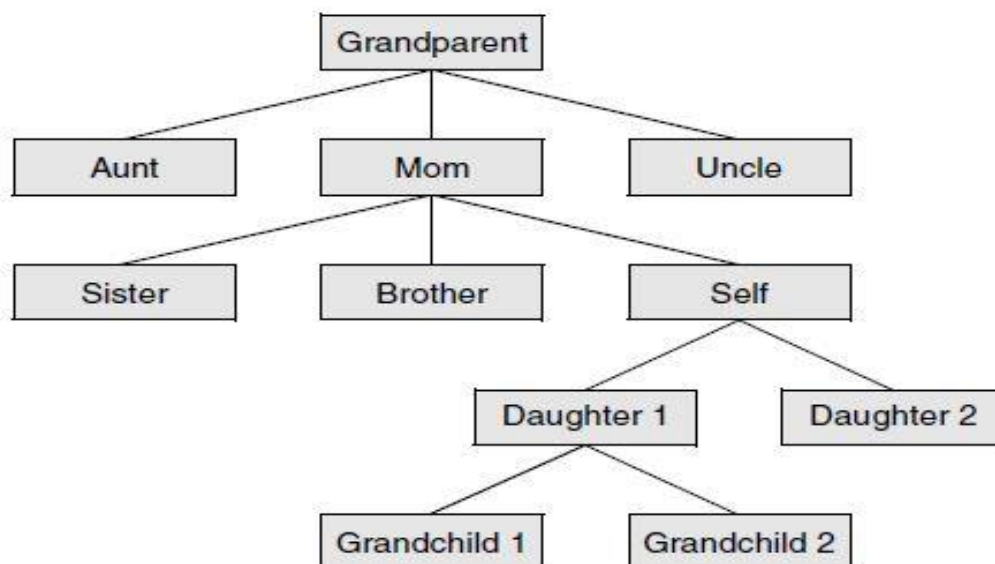 Grandparent
Aunt Mom Uncle
Sister Brother Self
Daughter 1 Daughter 2
Grandchild 1 Grandchild 2